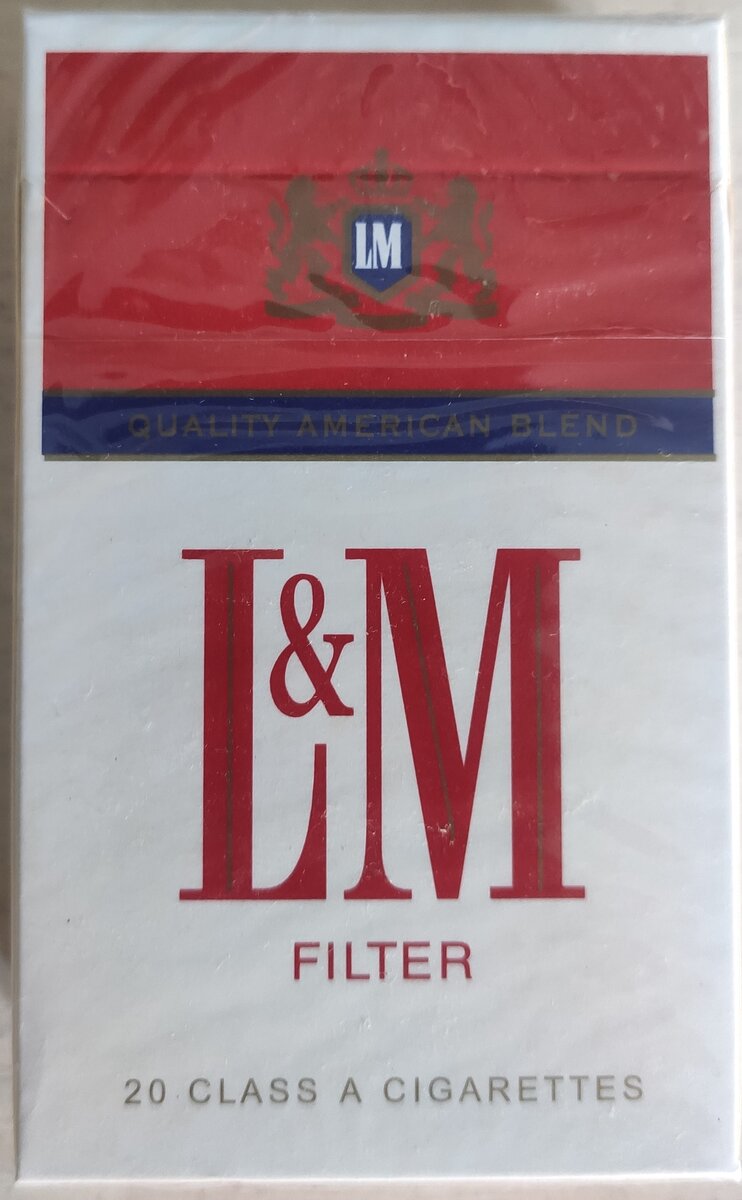 LM
QUALITY AMERICAN BLEND
L&M
FILTER
20 CLASS A CIGARETTES